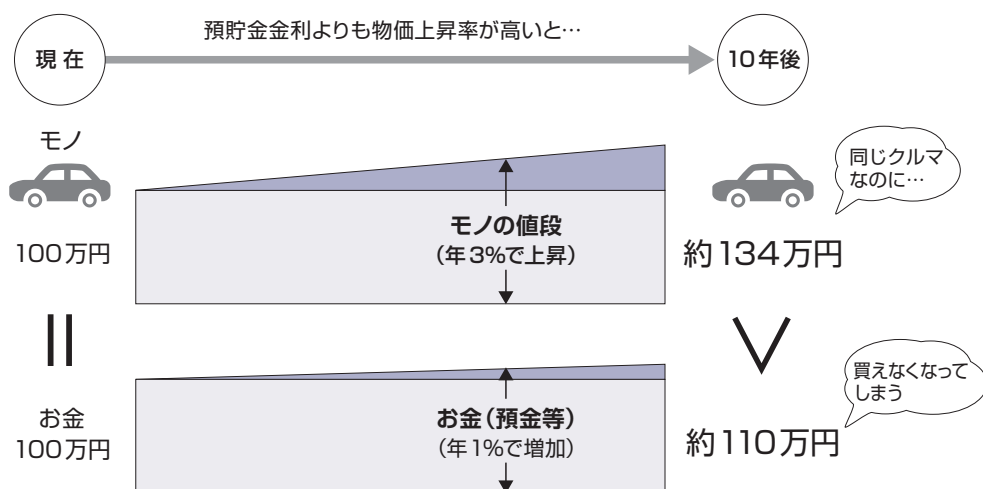 預貯金金利よりも物価上昇率が高いと…
現在
10年後
モノ
同じクルマ
なのに…
モノの値段
(年3%で上昇)
100万円
約134万円
買えなくなって
しまう
お金
100万円
お金(預金等)
(年1%で増加)
約110万円